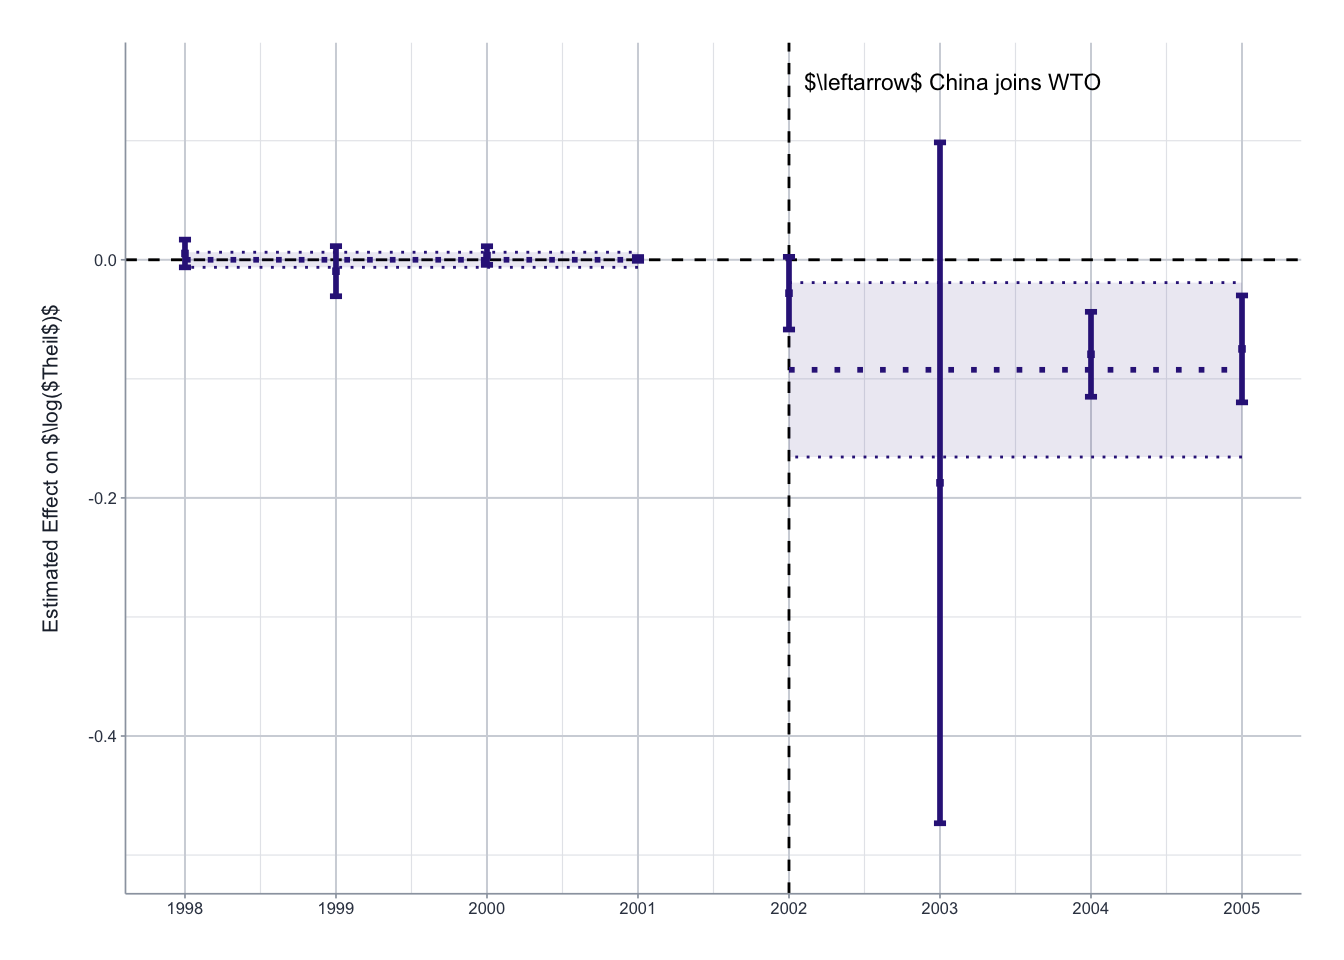 $\leftarrow$ China joins WTO
0.0
-0.2
-0.4
Estimated Effect on $\log($Theil$)$
1998 1999 2000 2001 2002 2003 2004 2005